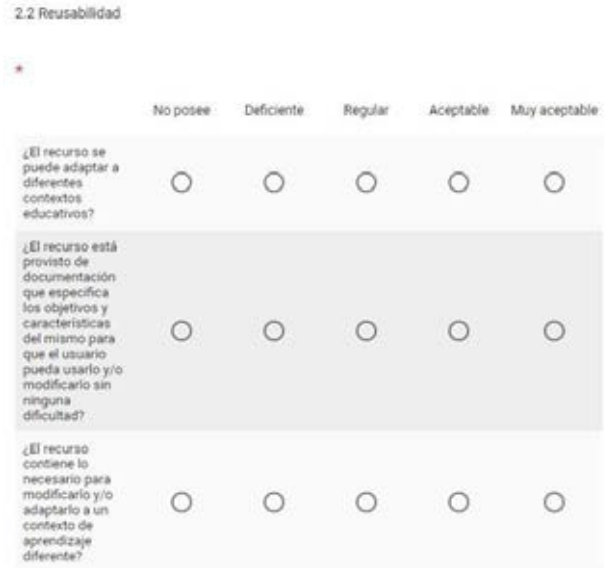 2.2 Reusabilidad
*
No posee Deficiente Regular Aceptable Muy aceptable
¿El recurso se
puede adaptar a
diferentes
contextos
educativos?
¿El recurso está
provisto de
documentación
que especifica
los objetivos y
características
del mismo para
que el usuario
pueda usarlo y/o
modificarlo sin
ninguna
dificultad?
¿El recurso
contiene lo
necesario para
modificarlo y/o
adaptarlo a un
contexto de
aprendizaje
diferente?